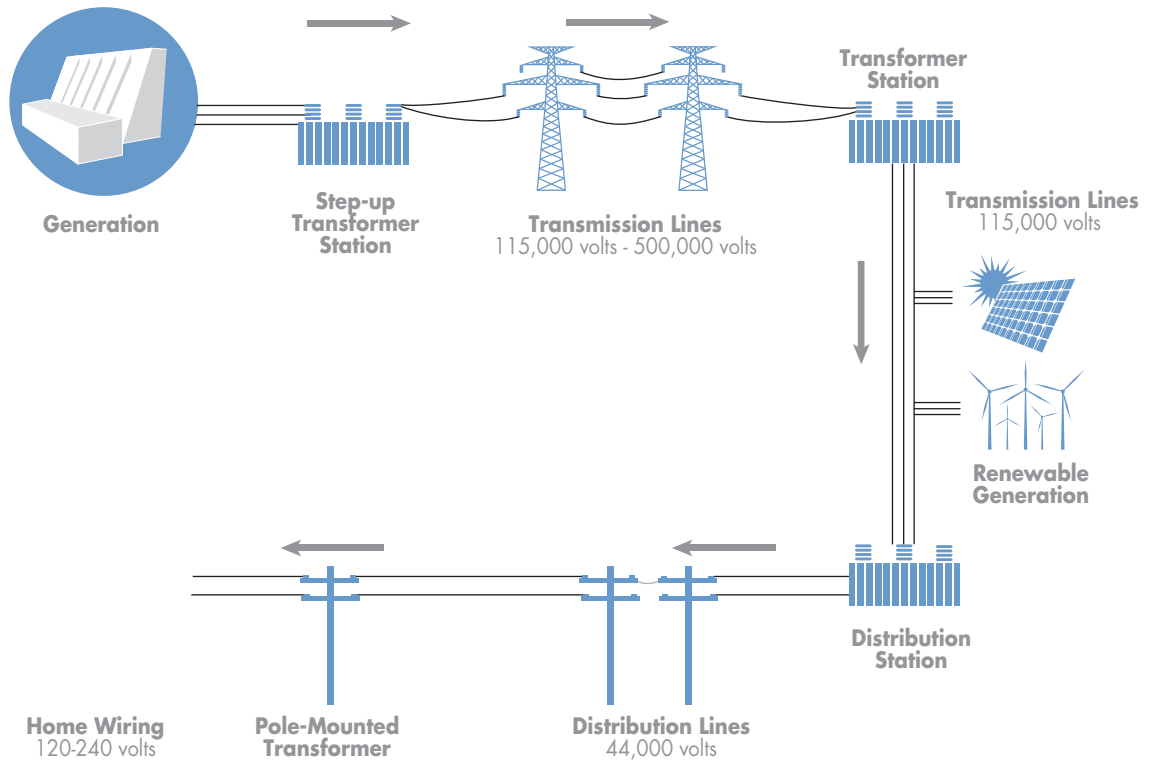 Generation
Step-up
Transformer
Station
Transmission Lines
115,000 volts - 500,000 volts
Transformer
Station
Transmission Lines
115,000 volts
Renewable
Generation
Distribution
Station
Distribution Lines
44,000 volts
Pole-Mounted
Transformer
Home Wiring
120-240 volts